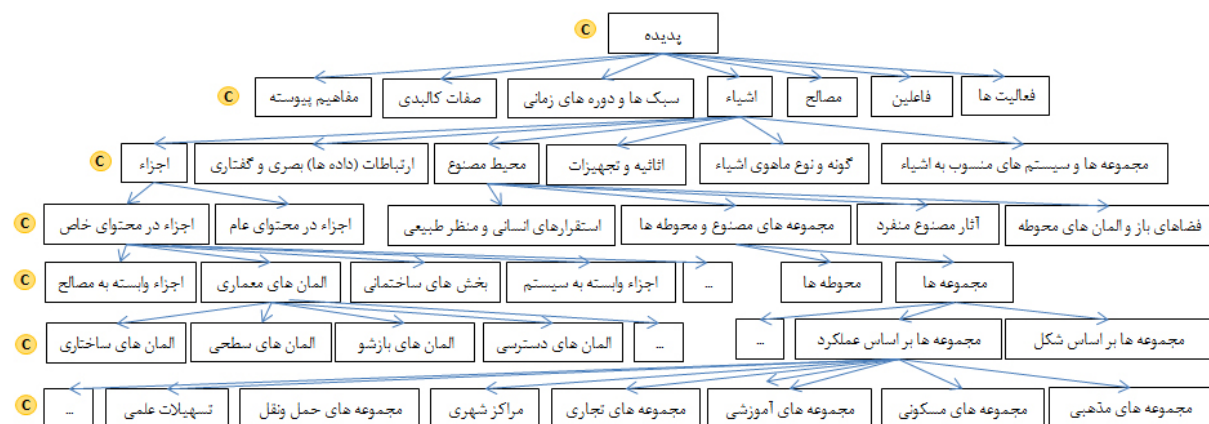 C پدیده
C فعالیت ها فاعلین مصالح اشیاء سبک ها و دوره های زمانی صفات کالبدی مفاهیم پیوسته
C مجموعه ها و سیستم های منسوب به اشیاء گونه و نوع ماهوی اشیاء اثاثیه و تجهیزات محیط مصنوع ارتباطات (داده ها) بصری و گفتاری اجزاء
C فضاهای باز و المان های محوطه آثار مصنوع منفرد مجموعه های مصنوع و محوطه ها استقرارهای انسانی و منظر طبیعی اجزاء در محتوای عام اجزاء در محتوای خاص
C مجموعه ها محوطه ها ... اجزاء وابسته به سیستم بخش های ساختمانی المان های معماری اجزاء وابسته به مصالح
C مجموعه ها بر اساس شکل مجموعه ها بر اساس عملکرد ... ... المان های دسترسی المان های بازشو المان های سطحی المان های ساختاری
C مجموعه های مذهبی مجموعه های مسکونی مجموعه های آموزشی مجموعه های تجاری مراکز شهری مجموعه های حمل ونقل تسهیلات علمی ...